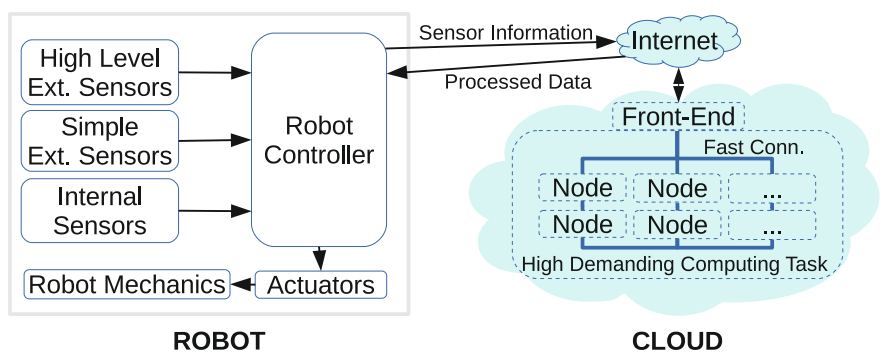 High Level
Ext. Sensors
Simple
Ext. Sensors
Internal
Sensors
Robot
Controller
Robot Mechanics
Actuators
ROBOT
Sensor Information
Processed Data
Internet
Front-End
Fast Conn.
Node
Node
...
Node
Node
...
High Demanding Computing Task
CLOUD